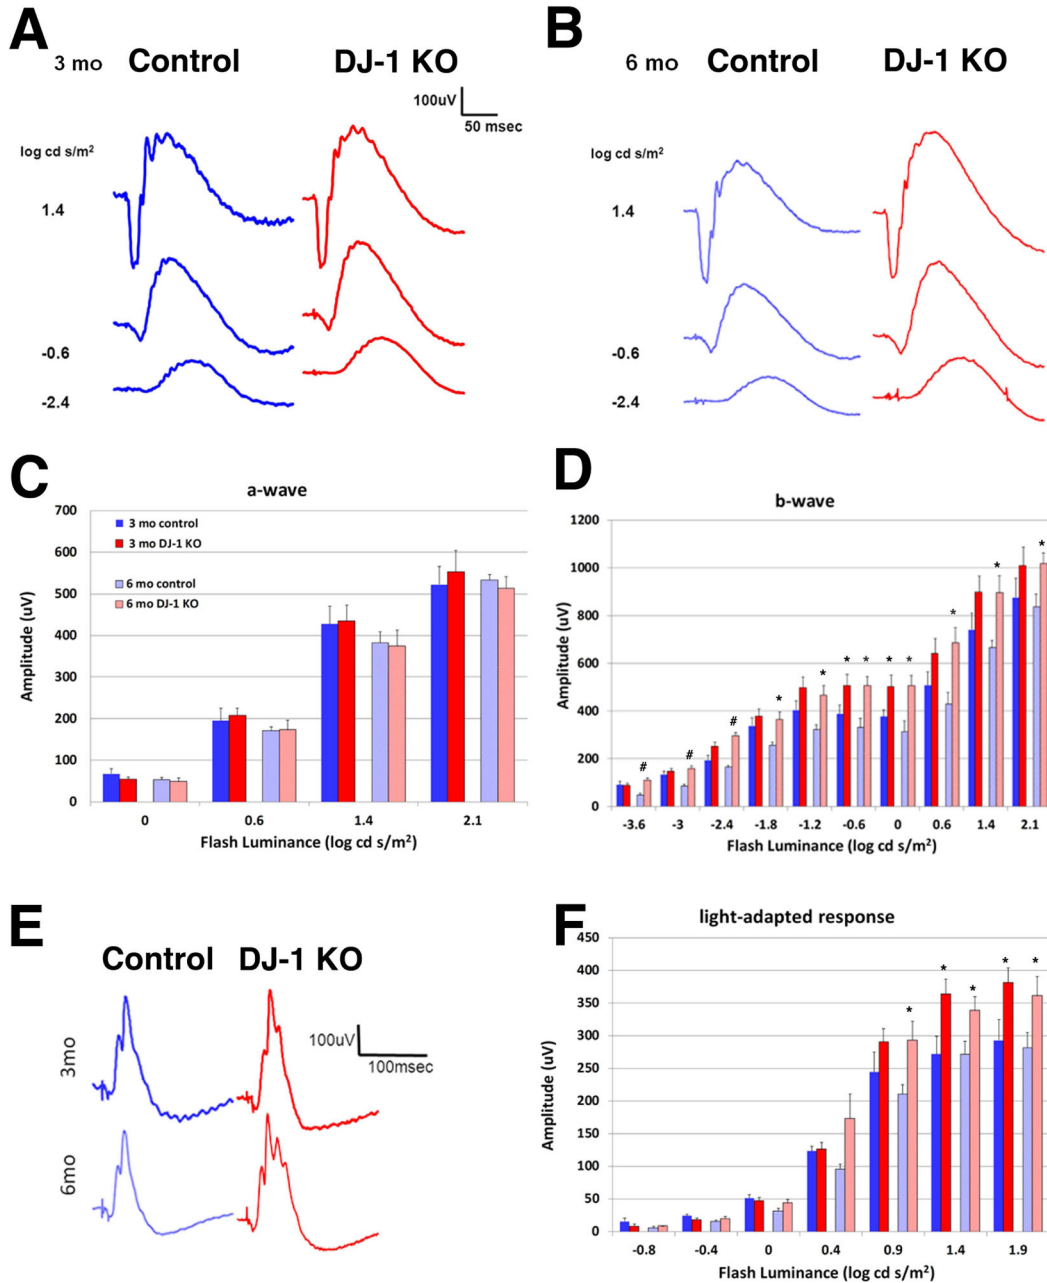 A
3 mo Control DJ-1 KO
100uV
50 msec
log cd s/m²
1.4
-0.6
-2.4
B
6 mo Control DJ-1 KO
log cd s/m²
1.4
-0.6
-2.4
C
a-wave
700
600
500
400
300
200
100
0
Amplitude (uV)
3 mo control
3 mo DJ-1 KO
6 mo control
6 mo DJ-1 KO
0 0.6 1.4 2.1
Flash Luminance (log cd s/m²)
D
b-wave
1200
1000
800
600
400
200
0
Amplitude (uV)
# # # * * * * * * * * *
-3.6 -3 -2.4 -1.8 -1.2 -0.6 0 0.6 1.4 2.1
Flash Luminance (log cd s/m²)
E
Control DJ-1 KO
3mo
100uV
100msec
6mo
F
light-adapted response
450
400
350
300
250
200
150
100
50
0
Amplitude (uV)
* * * * *
-0.8 -0.4 0 0.4 0.9 1.4 1.9
Flash Luminance (log cd s/m²)